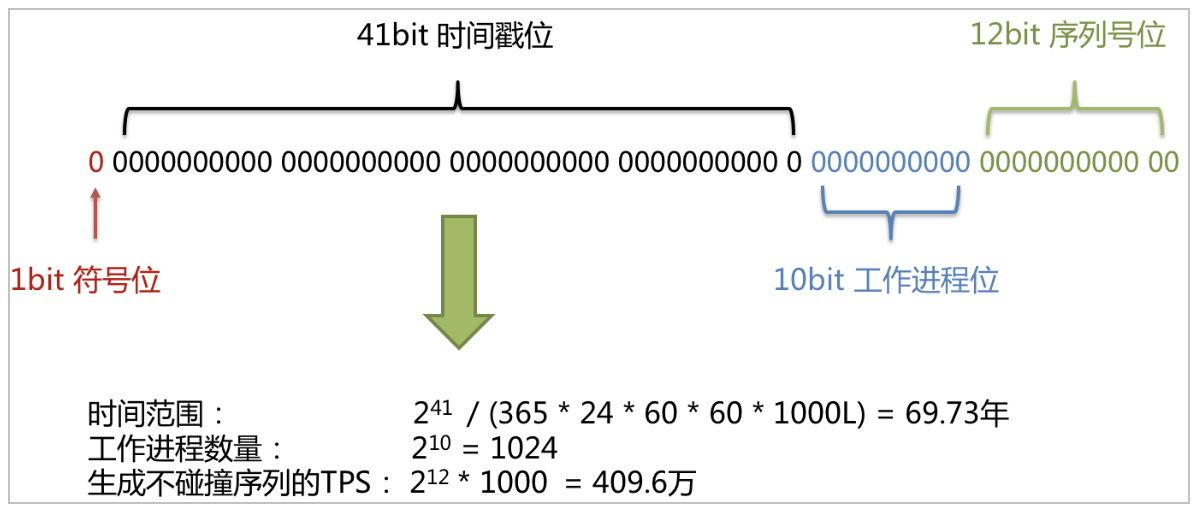 41bit 时间戳位
12bit 序列号位
0 0000000000 0000000000 0000000000 0000000000 0 0000000000 0000000000 00
1bit 符号位
10bit 工作进程位
时间范围： 2⁴¹ / (365 * 24 * 60 * 60 * 1000L) = 69.73年
工作进程数量： 2¹⁰ = 1024
生成不碰撞序列的TPS： 2¹² * 1000 = 409.6万